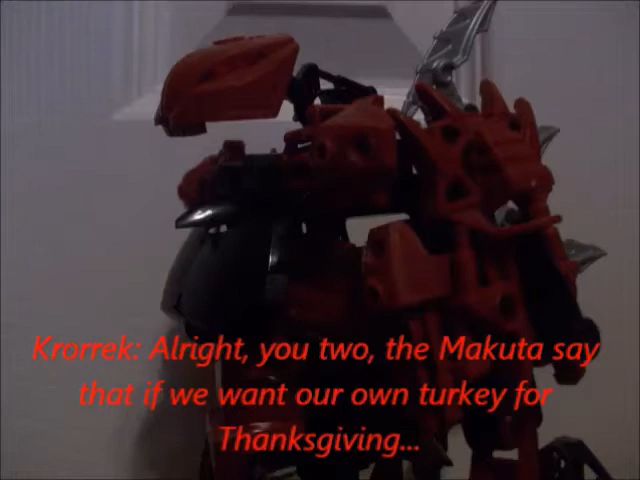 Krorrek: Alright, you two, the Makuta say
that if we want our own turkey for
Thanksgiving...